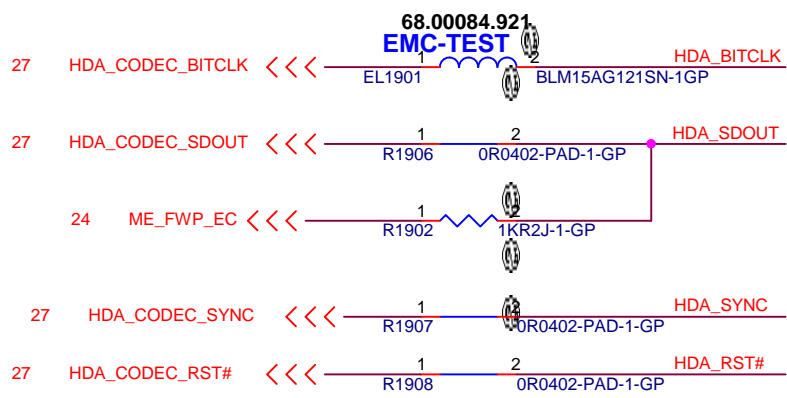 68.00084.921
EMC-TEST
27 HDA_CODEC_BITCLK 1 2 HDA_BITCLK
EL1901 BLM15AG121SN-1GP
27 HDA_CODEC_SDOUT 1 2 HDA_SDOUT
R1906 0R0402-PAD-1-GP
24 ME_FWP_EC 1 2
R1902 1KR2J-1-GP
27 HDA_CODEC_SYNC 1 2 HDA_SYNC
R1907 0R0402-PAD-1-GP
27 HDA_CODEC_RST# 1 2 HDA_RST#
R1908 0R0402-PAD-1-GP